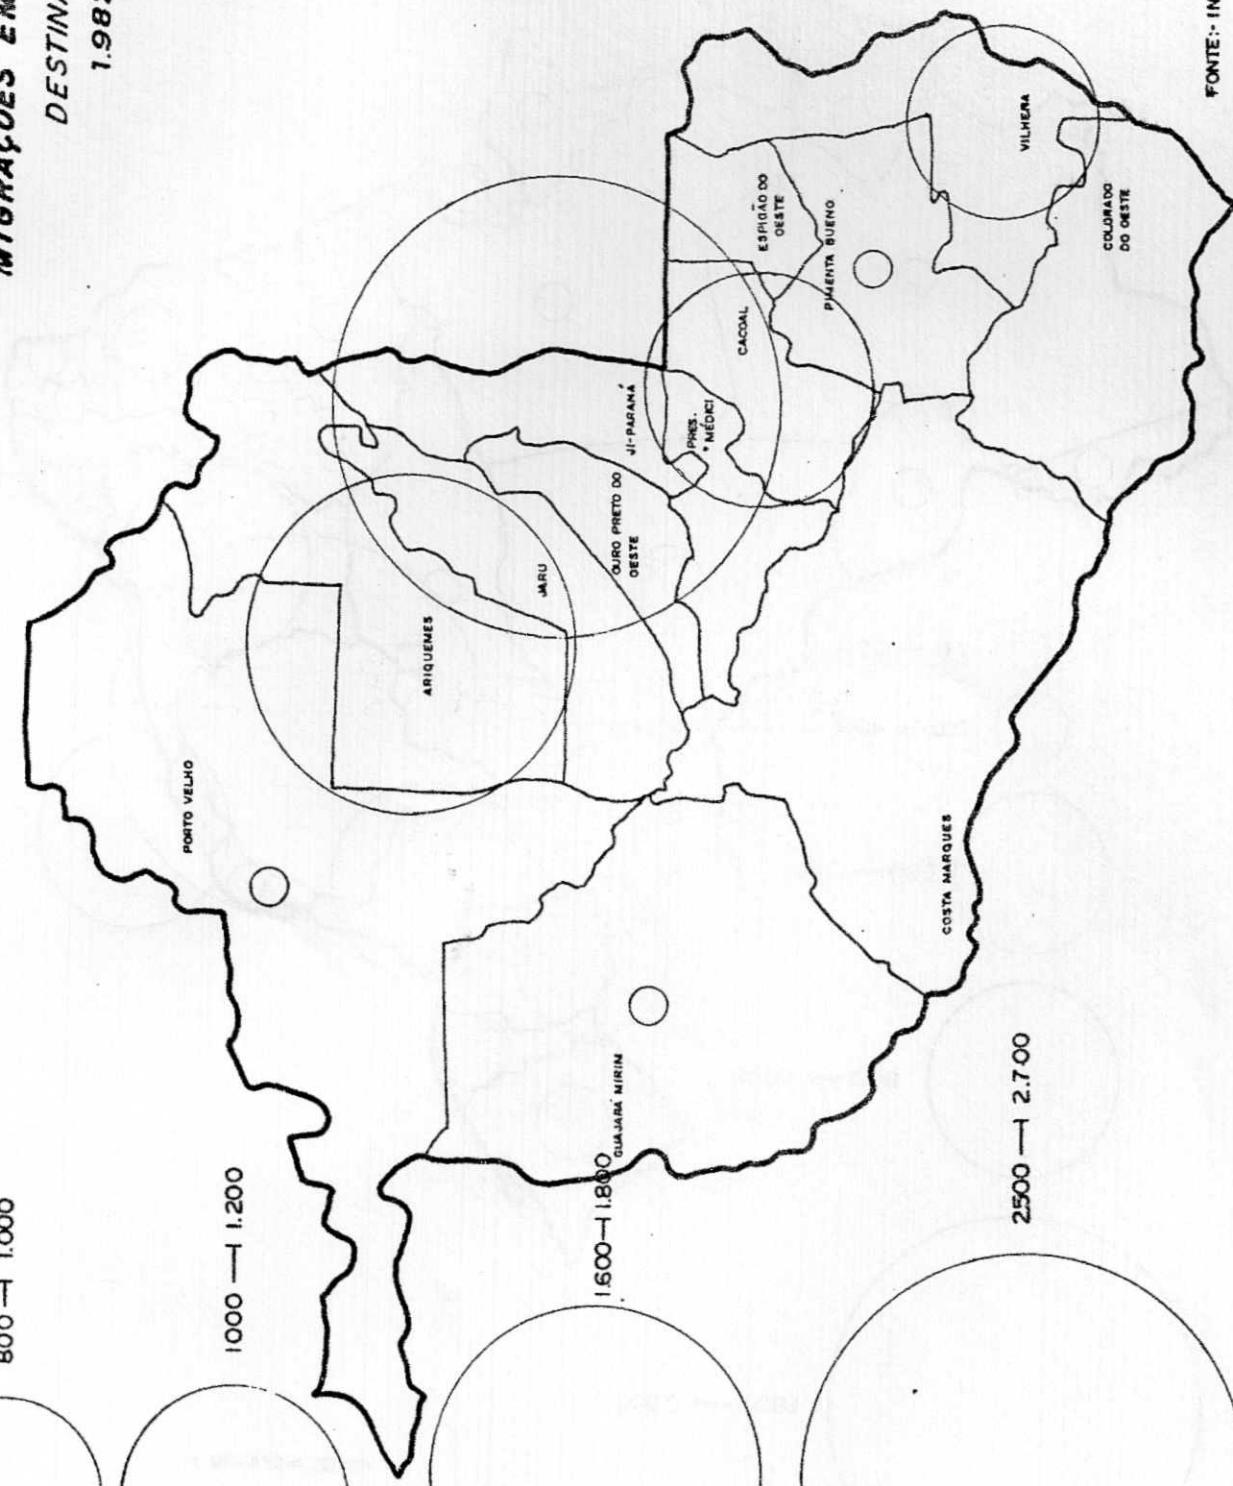 MIGRAÇÕES EM
DESTINA
1.98
800 ⊣ 1.000
1000 ⊣ 1.200
1.600 ⊣ 1.800
2.500 ⊣ 2.700
PORTO VELHO
ARIQUEMES
JARU
OURO PRETO DO
OESTE
JI-PARANÁ
PRES.
MÉDICI
CACOAL
ESPIGÃO DO
OESTE
PIMENTA BUENO
VILHENA
COLORADO
DO OESTE
GUAJARÁ MIRIN
COSTA MARQUES
FONTE:- IN